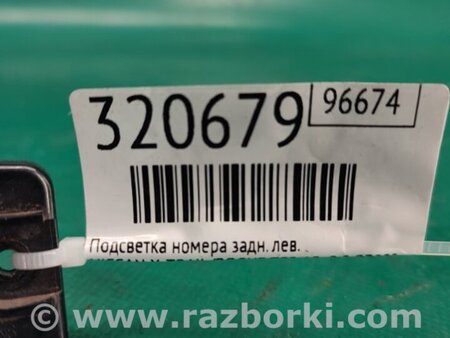 320679 96674
Подсветка номера задн. лев.
www.razborki.com